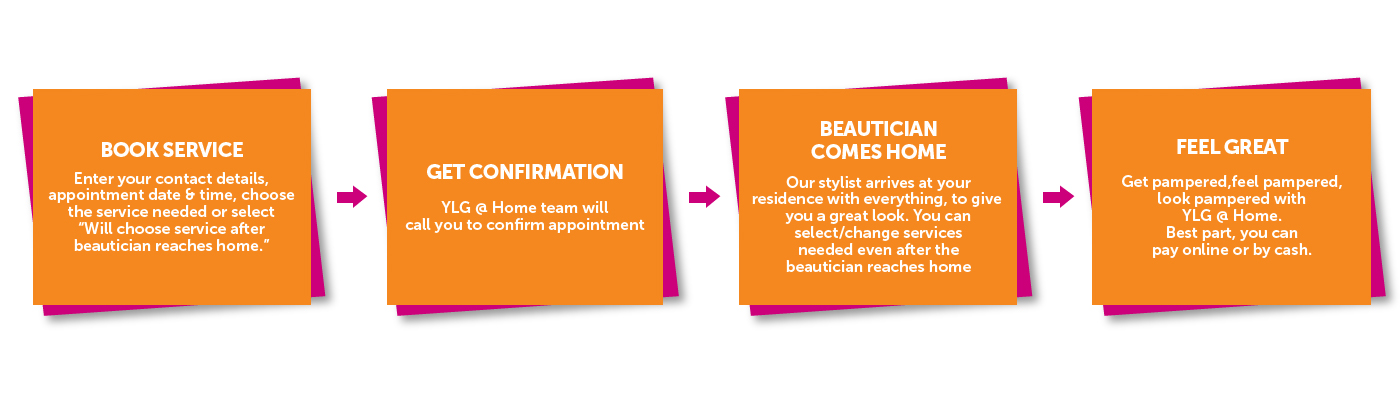 BOOK SERVICE
Enter your contact details,
appointment date & time, choose
the service needed or select
“Will choose service after
beautician reaches home.”
GET CONFIRMATION
YLG @ Home team will
call you to confirm appointment
BEAUTICIAN
COMES HOME
Our stylist arrives at your
residence with everything, to give
you a great look. You can
select/change services
needed even after the
beautician reaches home
FEEL GREAT
Get pampered,feel pampered,
look pampered with
YLG @ Home.
Best part, you can
pay online or by cash.